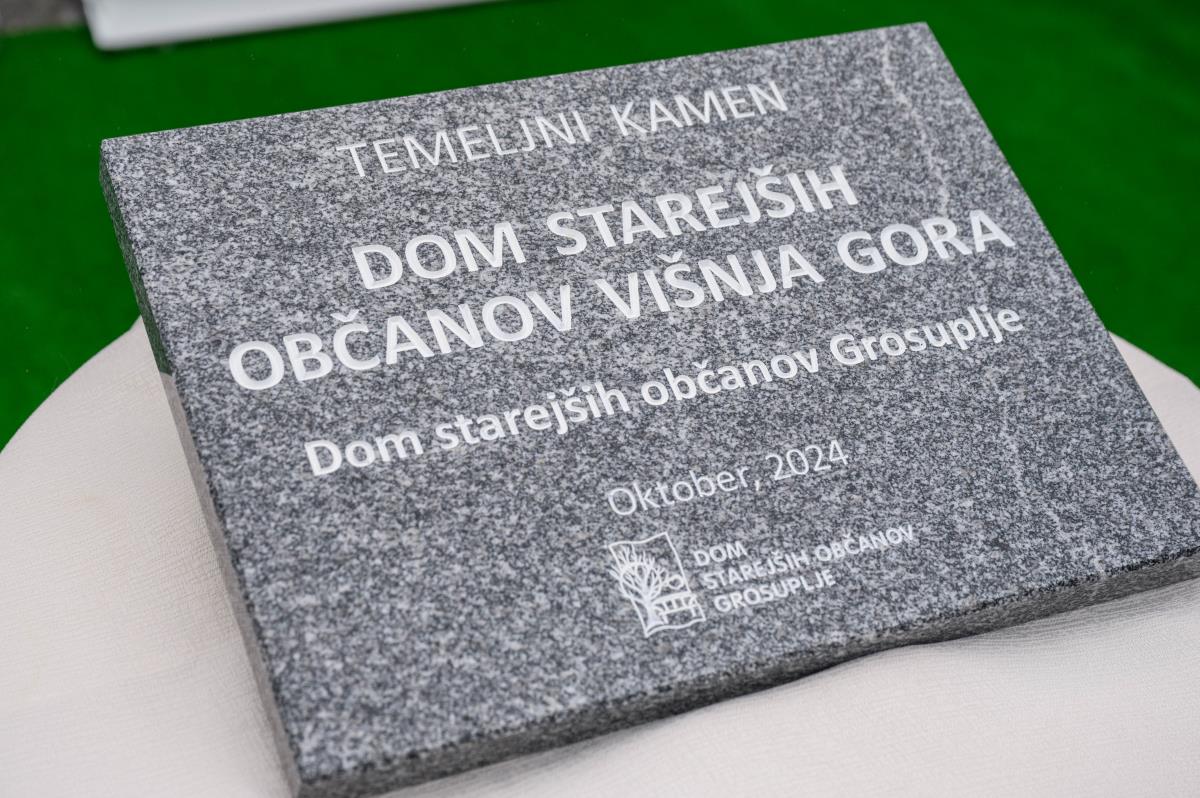 TEMELJNI KAMEN
DOM STAREJŠIH
OBČANOV VIŠNJA GORA
Dom starejših občanov Grosuplje
Oktober, 2024
DOM
STAREJŠIH OBČANOV
GROSUPLJE